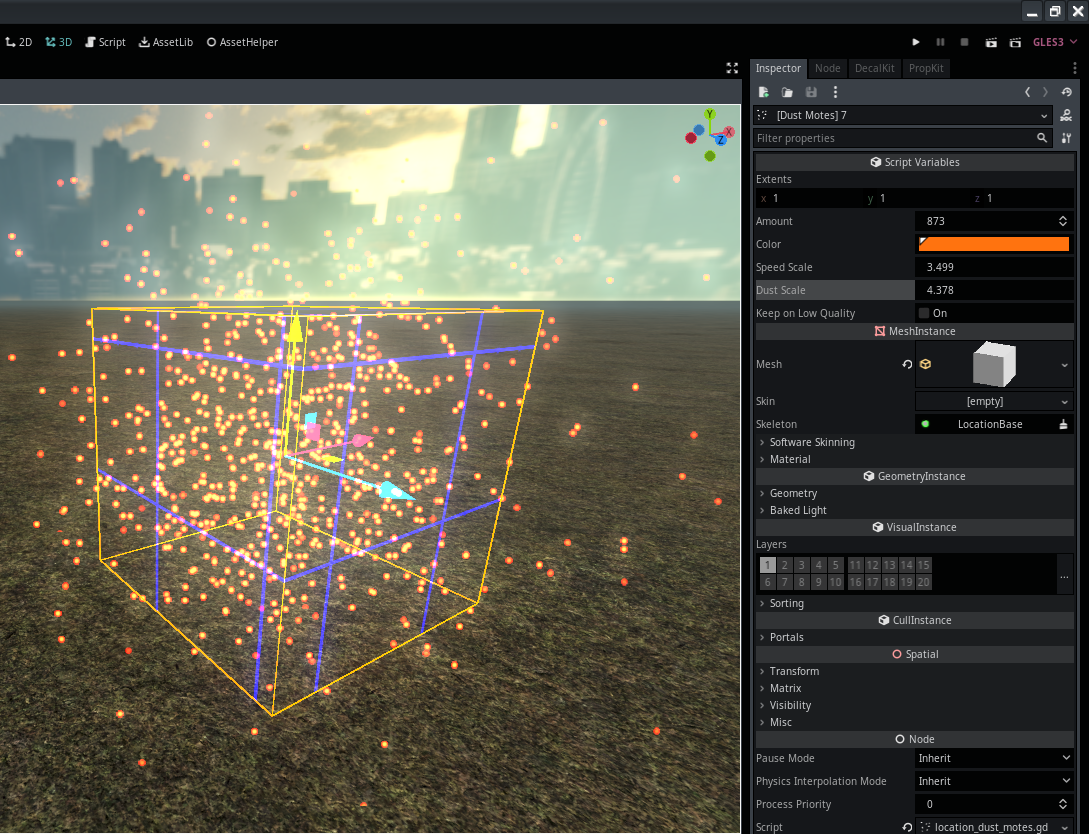 2D 3D Script AssetLib AssetHelper GLES3
Inspector Node DecalKit PropKit
[Dust Motes] 7
Filter properties
Y
X
Z
Script Variables
Extents
x 1 y 1 z 1
Amount 873
Color
Speed Scale 3.499
Dust Scale 4.378
Keep on Low Quality On
MeshInstance
Mesh
Skin [empty]
Skeleton LocationBase
Software Skinning
Material
GeometryInstance
Geometry
Baked Light
VisualInstance
Layers
1 2 3 4 5 11 12 13 14 15
6 7 8 9 10 16 17 18 19 20
...
Sorting
CullInstance
Portals
Spatial
Transform
Matrix
Visibility
Misc
Node
Pause Mode Inherit
Physics Interpolation Mode Inherit
Process Priority 0
Script location_dust_motes.gd